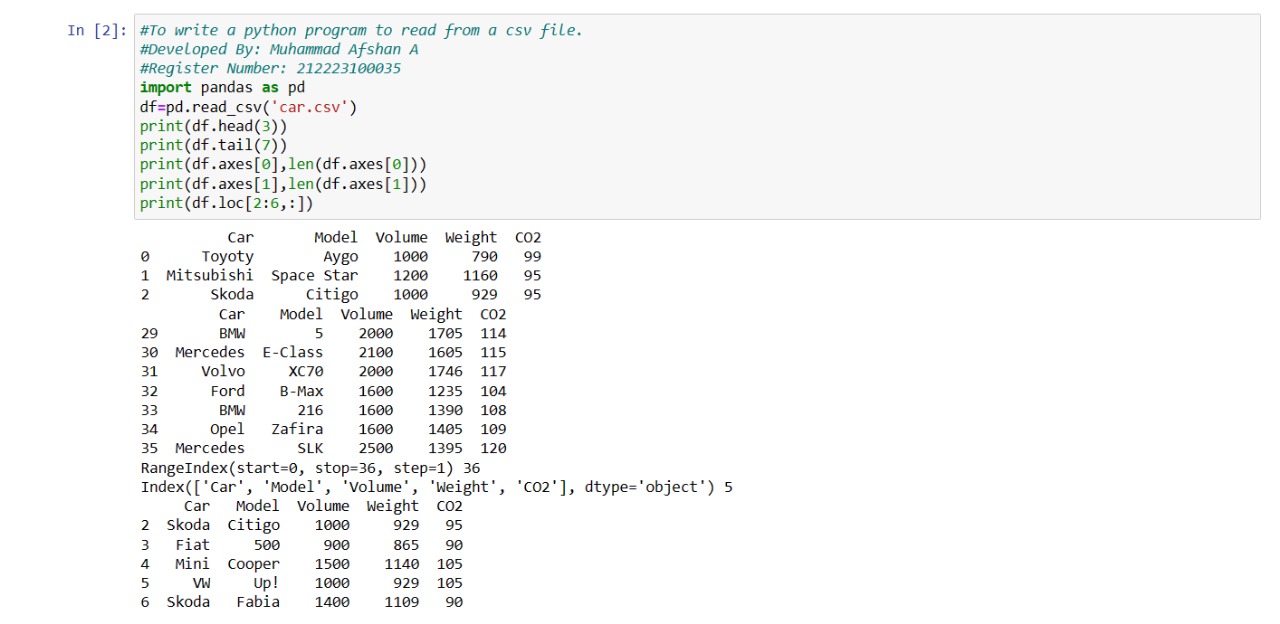 In [2]: #To write a python program to read from a csv file.
#Developed By: Muhammad Afshan A
#Register Number: 212223100035
import pandas as pd
df=pd.read_csv('car.csv')
print(df.head(3))
print(df.tail(7))
print(df.axes[0],len(df.axes[0]))
print(df.axes[1],len(df.axes[1]))
print(df.loc[2:6,:])
          Car       Model  Volume  Weight  CO2
0      Toyoty        Aygo    1000     790   99
1  Mitsubishi  Space Star    1200    1160   95
2       Skoda      Citigo    1000     929   95
         Car    Model  Volume  Weight  CO2
29       BMW        5    2000    1705  114
30  Mercedes  E-Class    2100    1605  115
31     Volvo     XC70    2000    1746  117
32      Ford    B-Max    1600    1235  104
33       BMW      216    1600    1390  108
34      Opel   Zafira    1600    1405  109
35  Mercedes      SLK    2500    1395  120
RangeIndex(start=0, stop=36, step=1) 36
Index(['Car', 'Model', 'Volume', 'Weight', 'CO2'], dtype='object') 5
     Car   Model  Volume  Weight  CO2
2  Skoda  Citigo    1000     929   95
3   Fiat     500     900     865   90
4   Mini  Cooper    1500    1140  105
5     VW     Up!    1000     929  105
6  Skoda   Fabia    1400    1109   90